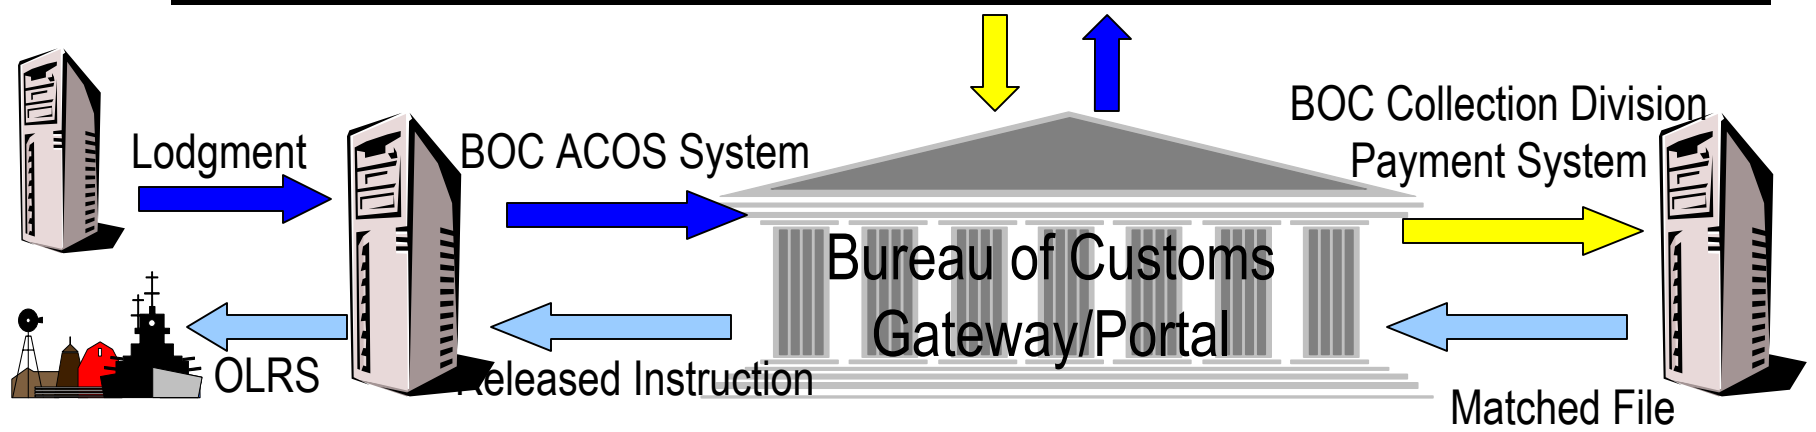 BOC Collection Division
Payment System
Lodgment
BOC ACOS System
Bureau of Customs
Gateway/Portal
OLRS
Released Instruction
Matched File